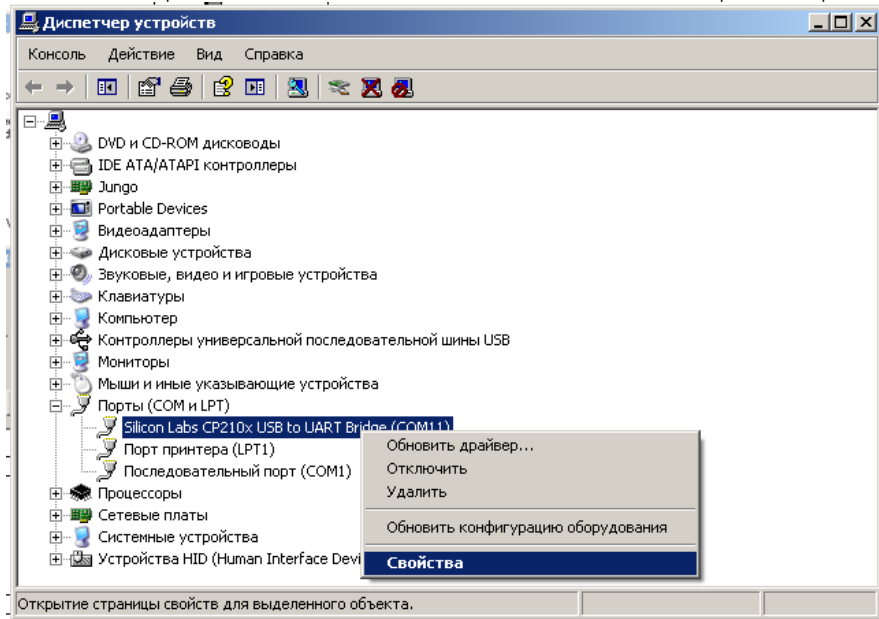 Диспетчер устройств
Консоль Действие Вид Справка
DVD и CD-ROM дисководы
IDE ATA/ATAPI контроллеры
Jungo
Portable Devices
Видеоадаптеры
Дисковые устройства
Звуковые, видео и игровые устройства
Клавиатуры
Компьютер
Контроллеры универсальной последовательной шины USB
Мониторы
Мыши и иные указывающие устройства
Порты (COM и LPT)
Silicon Labs CP210x USB to UART Bridge (COM11)
Порт принтера (LPT1)
Последовательный порт (COM1)
Процессоры
Сетевые платы
Системные устройства
Устройства HID (Human Interface Devi
Обновить драйвер...
Отключить
Удалить
Обновить конфигурацию оборудования
Свойства
Открытие страницы свойств для выделенного объекта.